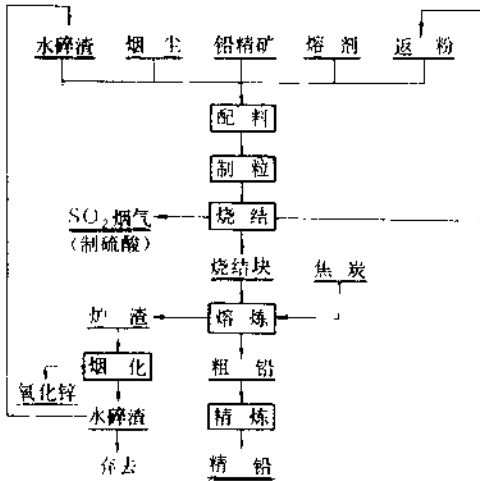 水碎渣 烟尘 铅精矿 熔剂 返粉
配料
制粒
SO₂烟气 烧结
(制硫酸)
烧结块 焦炭
炉渣 熔炼
烟化 粗铅
氧化锌
水碎渣 精炼
弃去 精铅